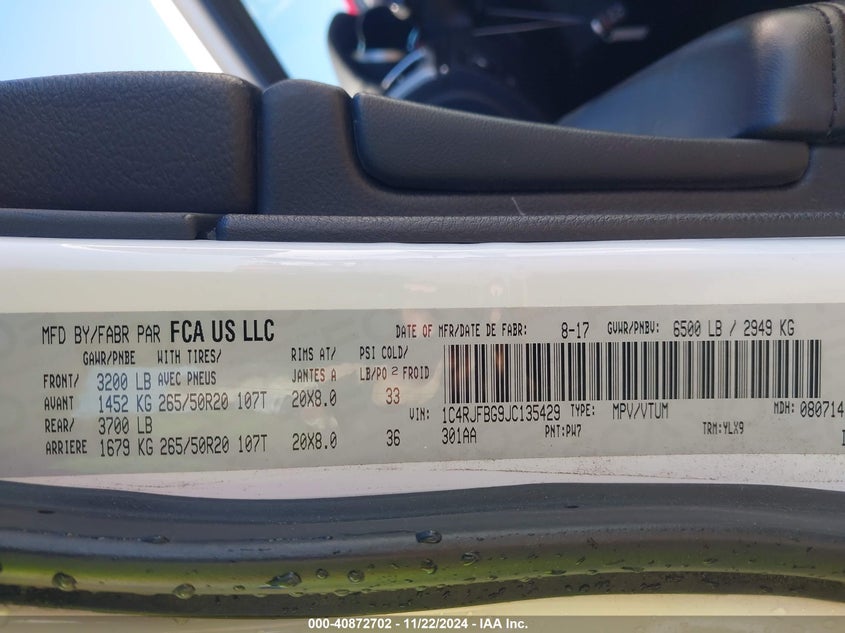 MFD BY/FABR PAR FCA US LLC DATE OF MFR/DATE DE FABR: 8-17 GVWR/PNBV: 6500 LB / 2949 KG
GAWR/PNBE WITH TIRES/ RIMS AT/ PSI COLD/
FRONT/ 3200 LB AVEC PNEUS JANTES A LB/PO 2 FROID
AVANT 1452 KG 265/50R20 107T 20X8.0 33
VIN: 1C4RJFBG9JC135429 TYPE: MPV/VTUM MDH: 080714
REAR/ 3700 LB
301AA PNT: PW7 TRM: YLX9
ARRIERE 1679 KG 265/50R20 107T 20X8.0 36
000-40872702 - 11/22/2024 - IAA Inc.